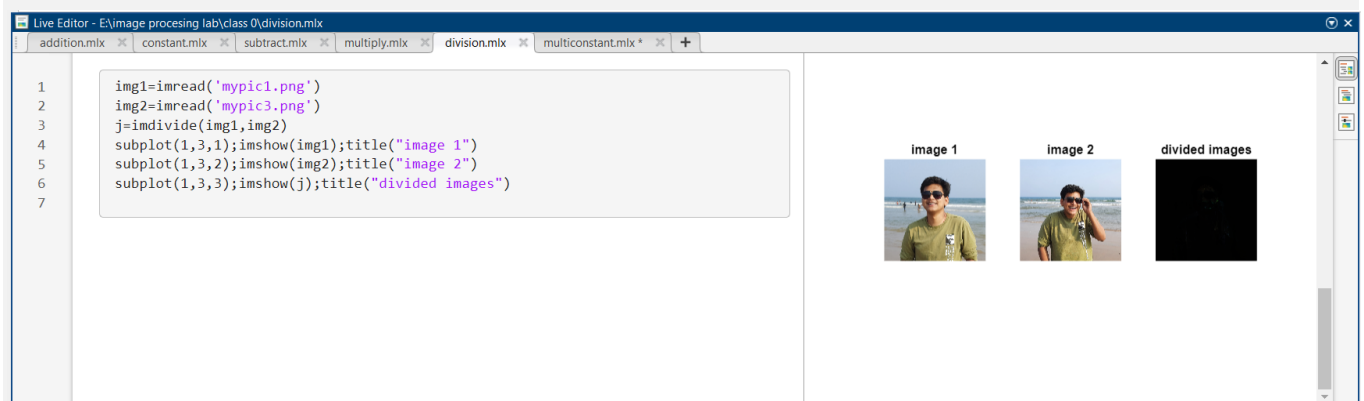 Live Editor - E:\image procesing lab\class 0\division.mlx
addition.mlx constant.mlx subtract.mlx multiply.mlx division.mlx multiconstant.mlx * +
1 img1=imread('mypic1.png')
2 img2=imread('mypic3.png')
3 j=imdivide(img1,img2)
4 subplot(1,3,1);imshow(img1);title("image 1")
5 subplot(1,3,2);imshow(img2);title("image 2")
6 subplot(1,3,3);imshow(j);title("divided images")
7
image 1 image 2 divided images